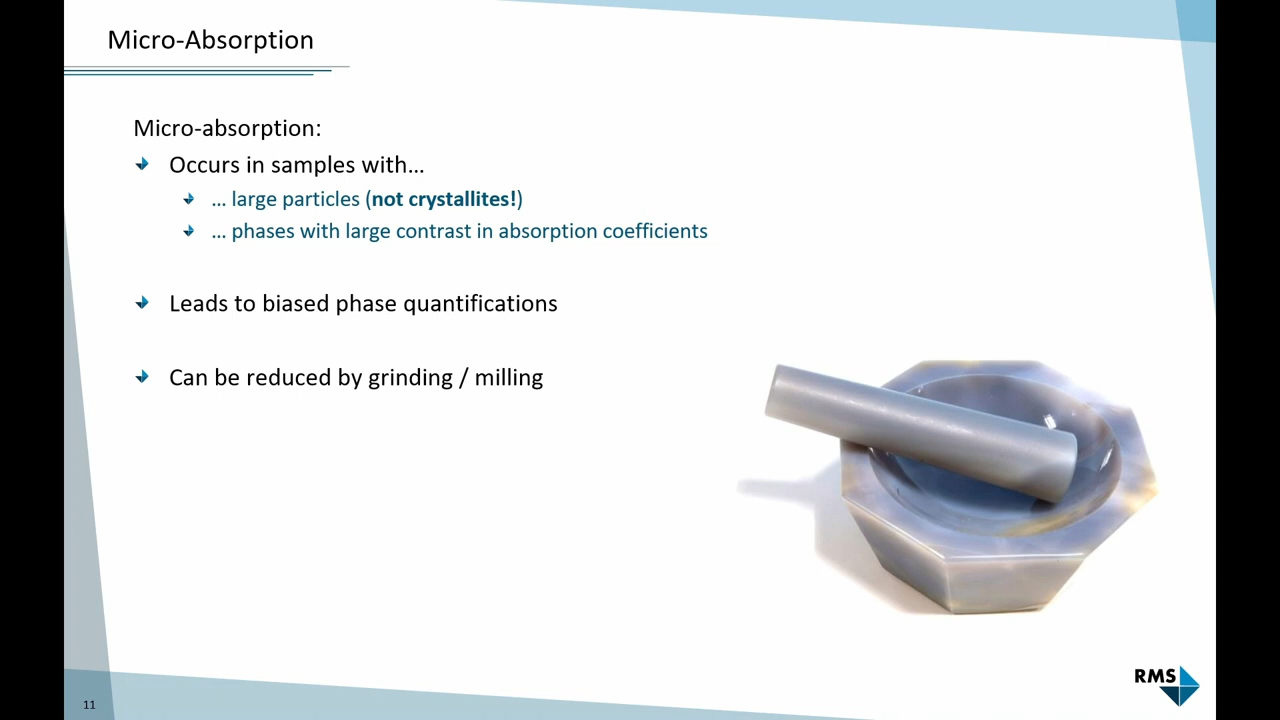 Micro-Absorption
Micro-absorption:
Occurs in samples with…
… large particles (not crystallites!)
… phases with large contrast in absorption coefficients
Leads to biased phase quantifications
Can be reduced by grinding / milling
RMS
11